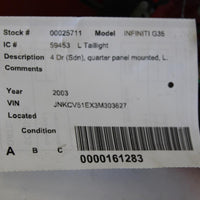 Stock # 00025711 Model INFINITI G35
IC # 59453 L Taillight
Description 4 Dr (Sdn), quarter panel mounted, L.
Comments
Year 2003
VIN JNKCV51EX3M303627
Located
Condition
A B C
0000161283